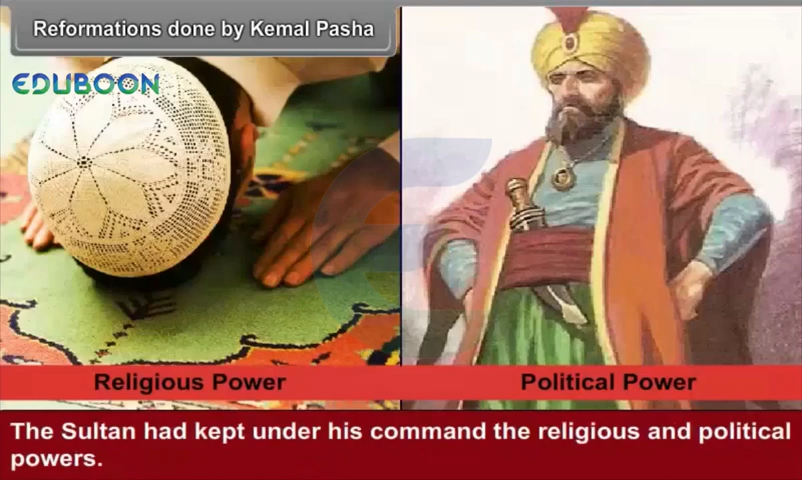 Reformations done by Kemal Pasha
EDUBOON
Religious Power
Political Power
The Sultan had kept under his command the religious and political
powers.